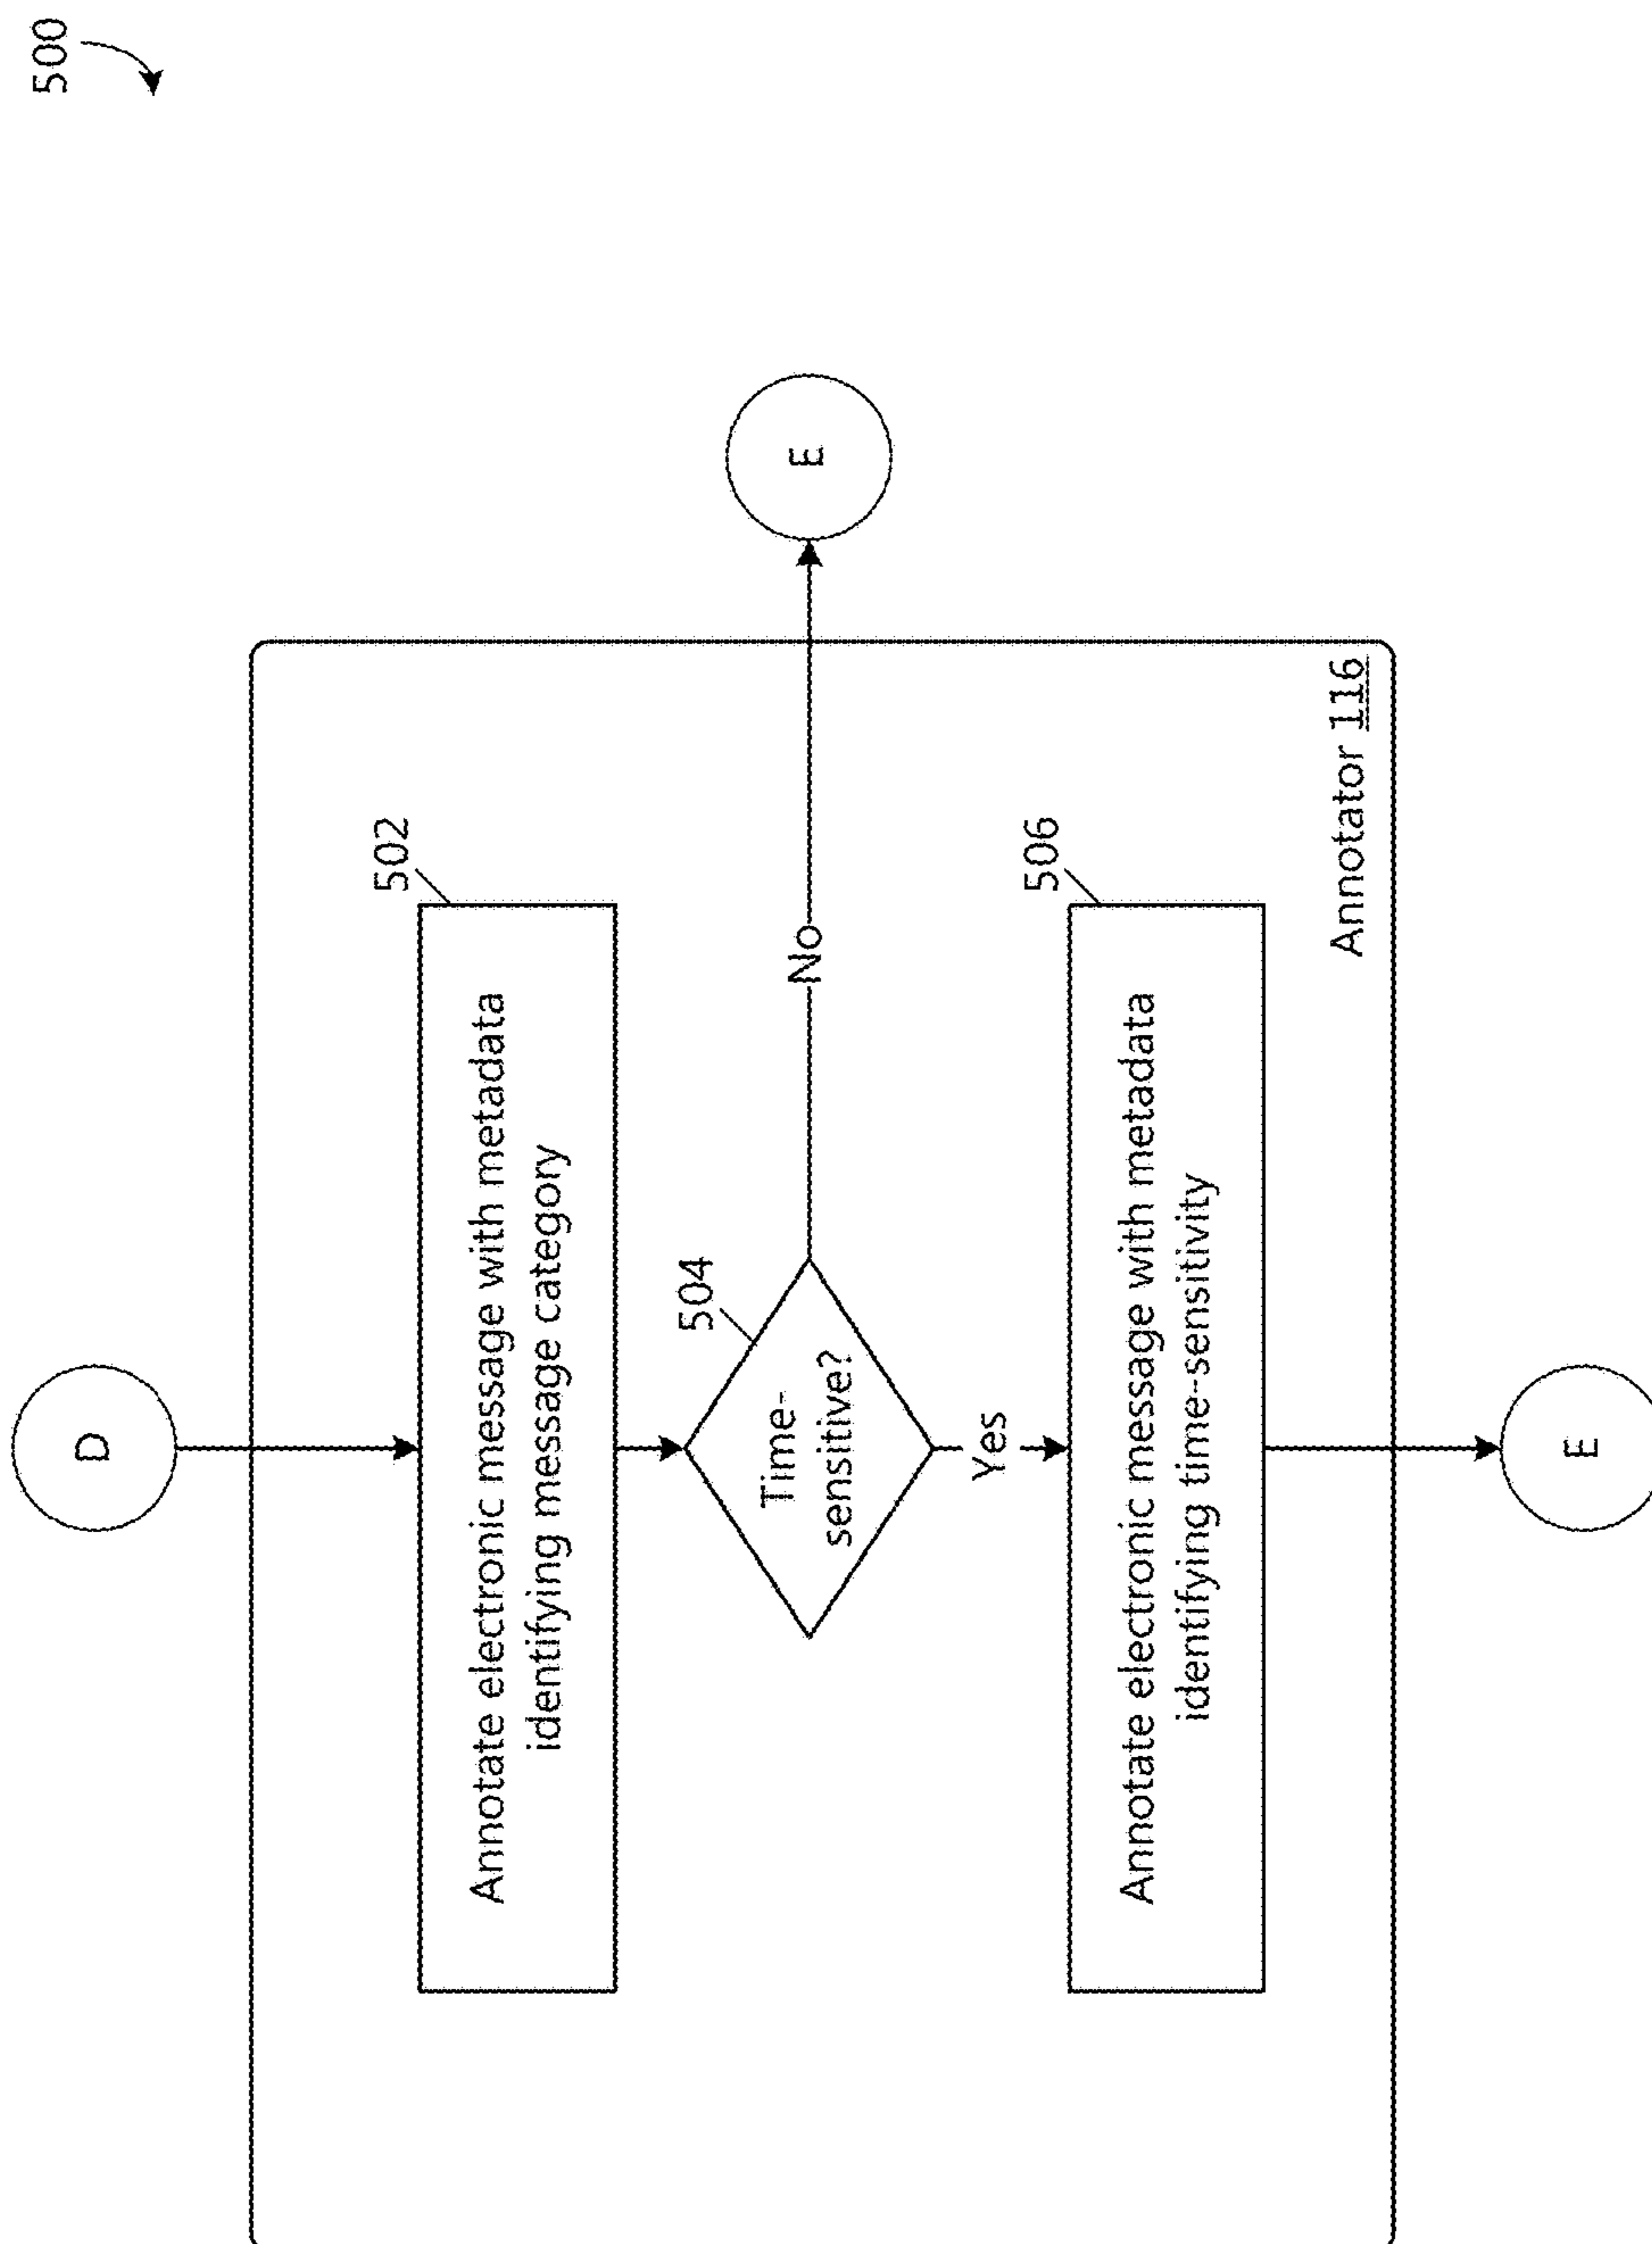 500
D
502
Annotate electronic message with metadata
identifying message category
504
Time-
sensitive?
No
E
Yes
506
Annotate electronic message with metadata
identifying time-sensitivity
Annotator 116
E